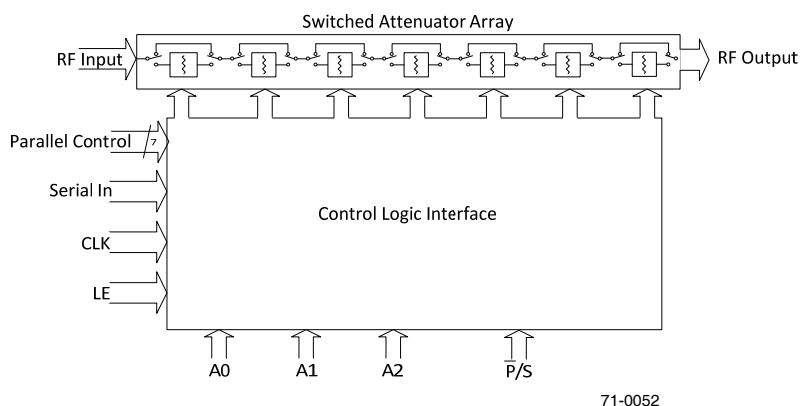 Switched Attenuator Array
RF Input
RF Output
Parallel Control
7
Serial In
CLK
LE
Control Logic Interface
A0
A1
A2
P̅/S
71-0052